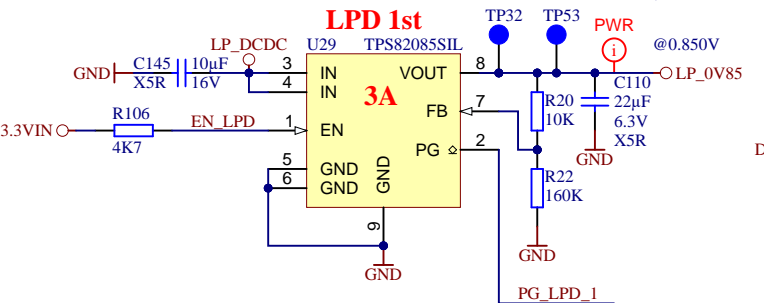 LPD 1st
TP32
TP53
PWR
i
LP_DCDC
U29
TPS82085SIL
@0.850V
C145
10µF
GND
X5R
16V
3
4
IN
IN
VOUT
8
LP_0V85
3A
C110
22µF
6.3V
X5R
R20
10K
FB
7
R106
3.3VIN
EN_LPD
1
EN
4K7
PG
2
GND
D
5
6
GND
GND
GND
R22
160K
9
GND
GND
PG_LPD_1